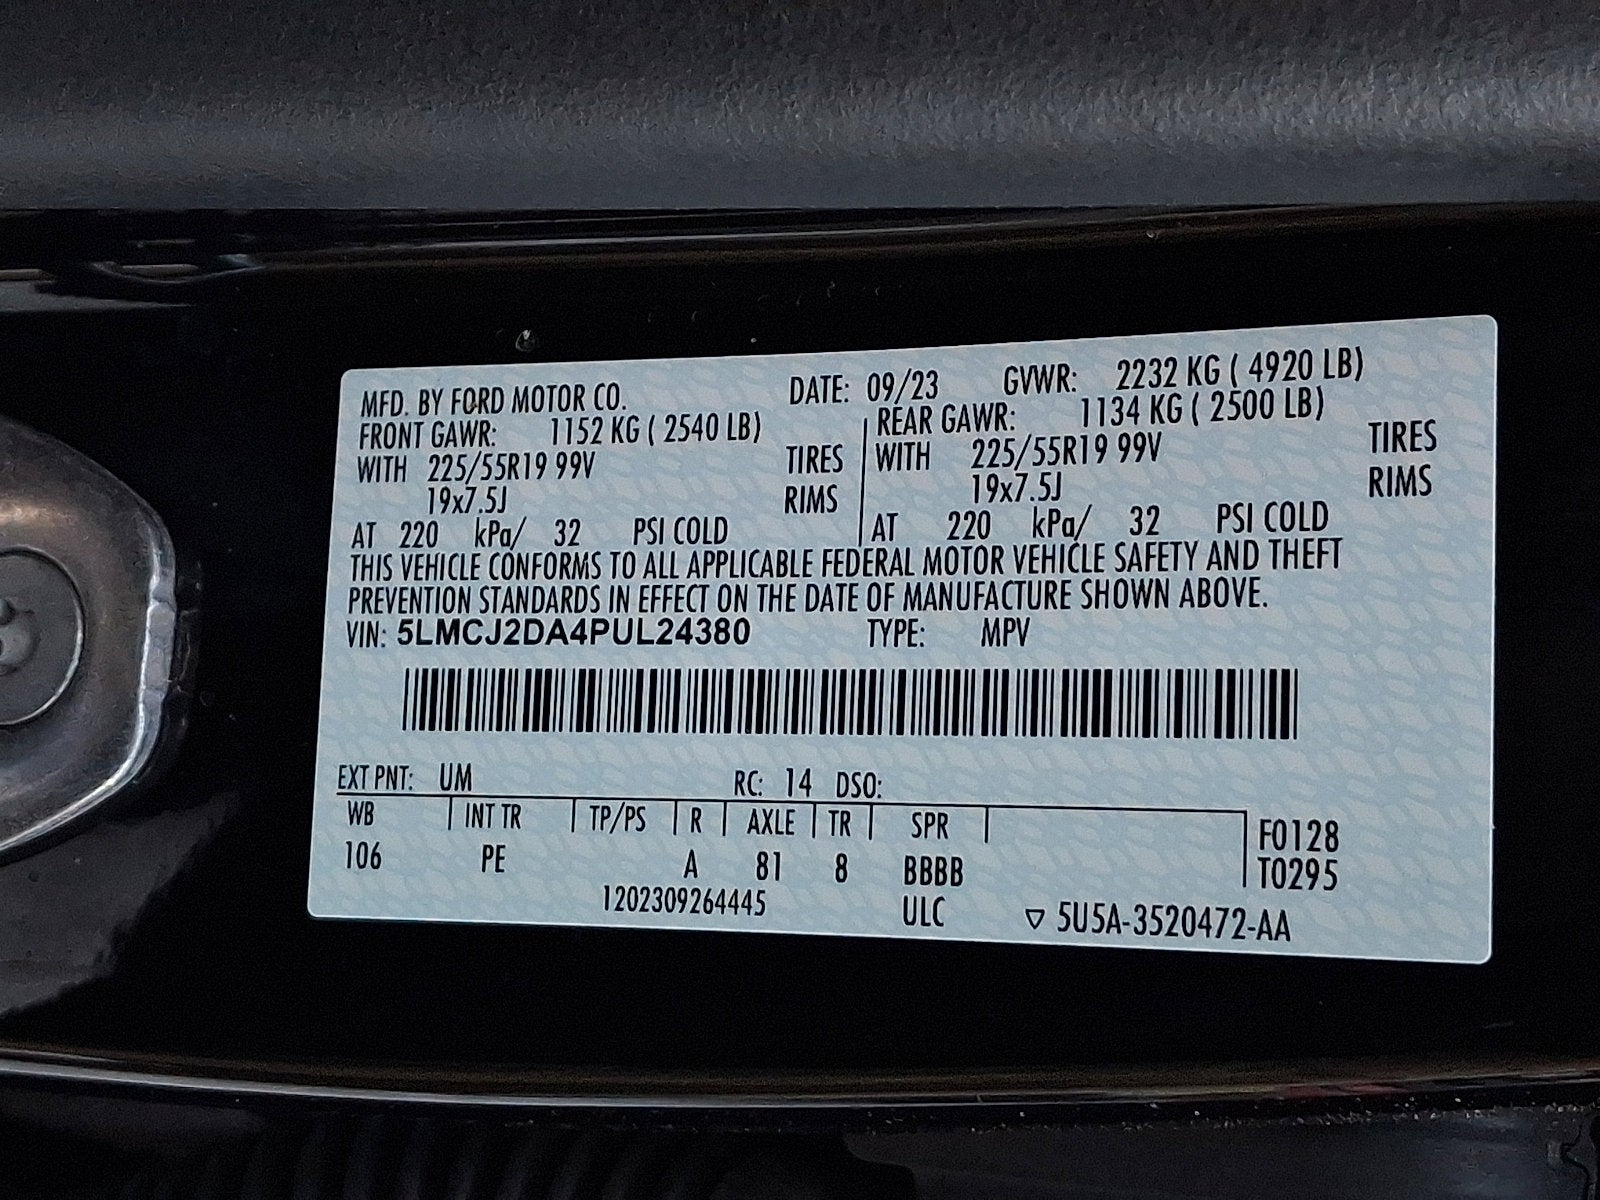 MFD. BY FORD MOTOR CO. DATE: 09/23 GVWR: 2232 KG ( 4920 LB)
FRONT GAWR: 1152 KG ( 2540 LB) REAR GAWR: 1134 KG ( 2500 LB)
WITH 225/55R19 99V TIRES WITH 225/55R19 99V TIRES
19x7.5J RIMS 19x7.5J RIMS
AT 220 kPa/ 32 PSI COLD AT 220 kPa/ 32 PSI COLD
THIS VEHICLE CONFORMS TO ALL APPLICABLE FEDERAL MOTOR VEHICLE SAFETY AND THEFT
PREVENTION STANDARDS IN EFFECT ON THE DATE OF MANUFACTURE SHOWN ABOVE.
VIN: 5LMCJ2DA4PUL24380 TYPE: MPV
EXT PNT: UM RC: 14 DSO:
WB INT TR TP/PS R AXLE TR SPR F0128
106 PE A 81 8 BBBB T0295
1202309264445 ULC ▽ 5U5A-3520472-AA